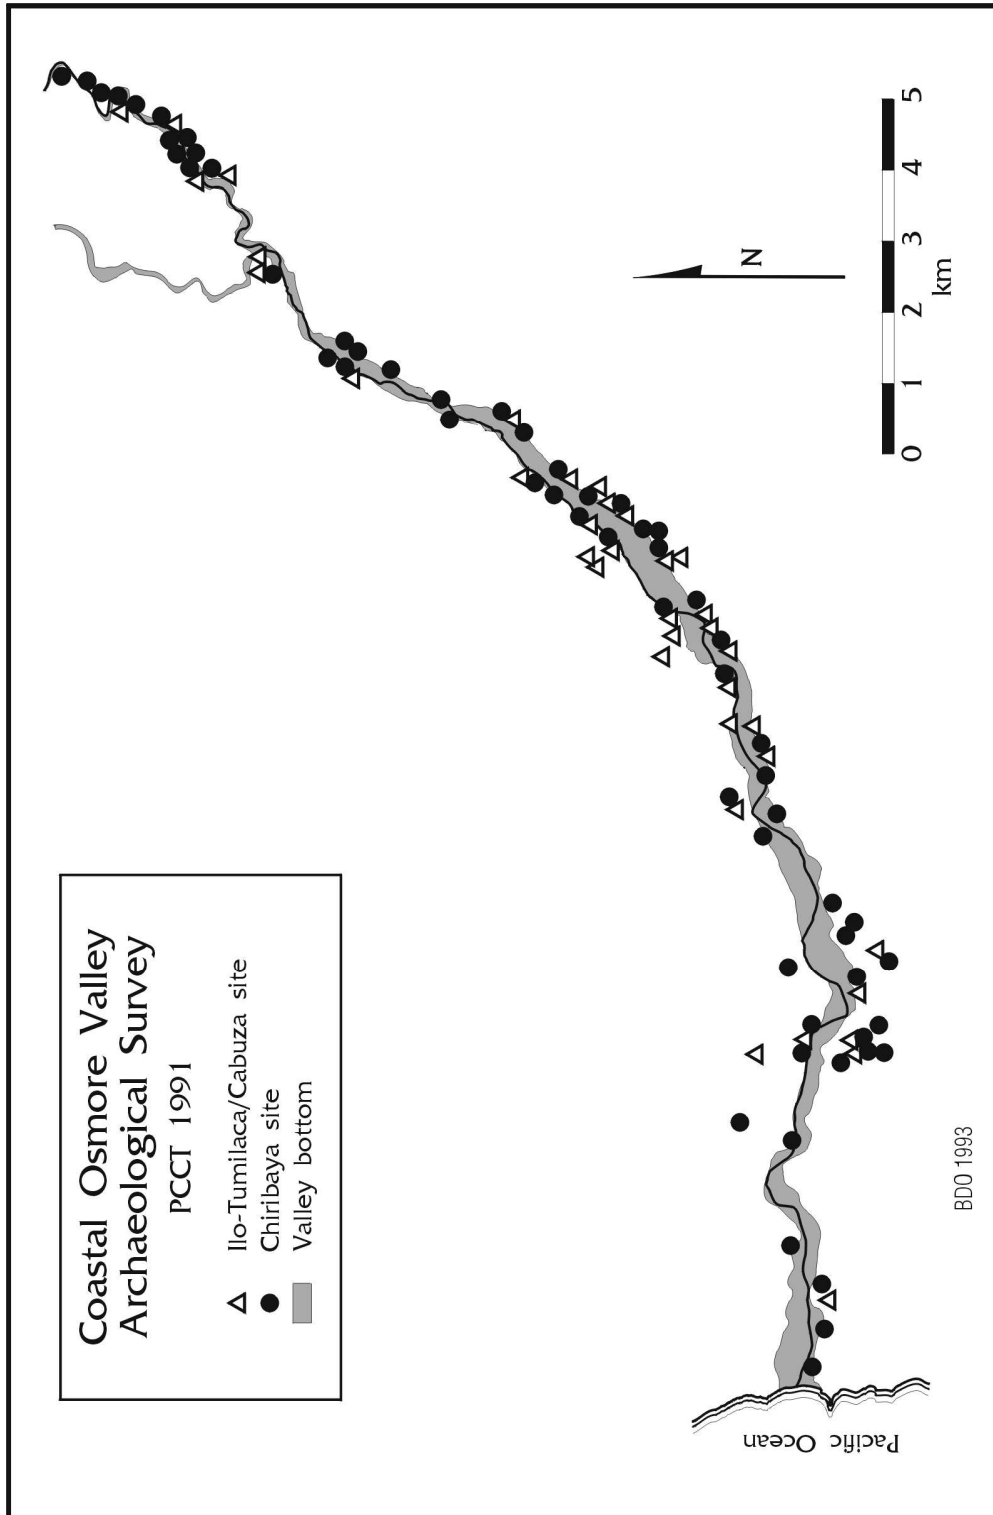 Coastal Osmore Valley
Archaeological Survey
PCCT 1991
Ilo-Tumilaca/Cabuza site
Chiribaya site
Valley bottom
N
0 1 2 3 4 5
km
Pacific Ocean
BDO 1993